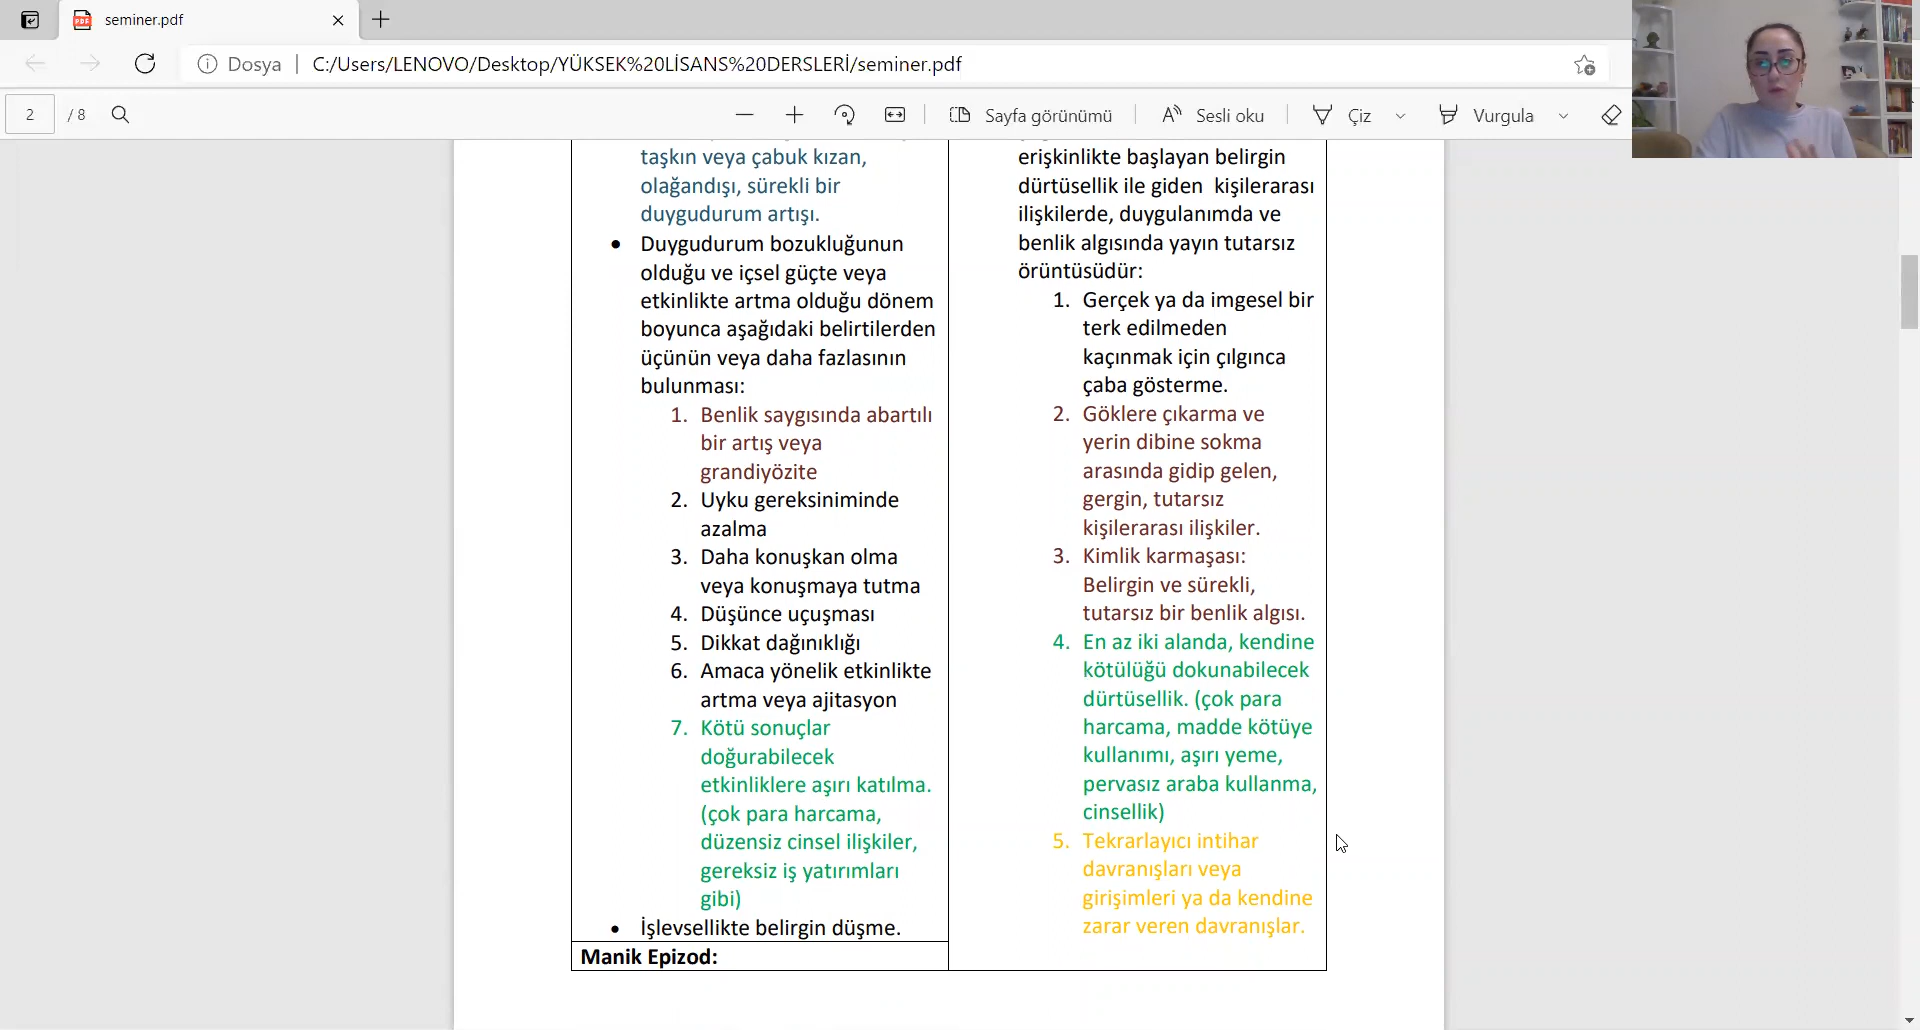 seminer.pdf
Dosya
C:/Users/LENOVO/Desktop/YÜKSEK%20LİSANS%20DERSLERİ/seminer.pdf
2 / 8
Sayfa görünümü
Sesli oku
Çiz
Vurgula
taşkın veya çabuk kızan,
olağandışı, sürekli bir
duygudurum artışı.
• Duygudurum bozukluğunun
olduğu ve içsel güçte veya
etkinlikte artma olduğu dönem
boyunca aşağıdaki belirtilerden
üçünün veya daha fazlasının
bulunması:
1. Benlik saygısında abartılı
bir artış veya
grandiyözite
2. Uyku gereksiniminde
azalma
3. Daha konuşkan olma
veya konuşmaya tutma
4. Düşünce uçuşması
5. Dikkat dağınıklığı
6. Amaca yönelik etkinlikte
artma veya ajitasyon
7. Kötü sonuçlar
doğurabilecek
etkinliklere aşırı katılma.
(çok para harcama,
düzensiz cinsel ilişkiler,
gereksiz iş yatırımları
gibi)
• İşlevsellikte belirgin düşme.
Manik Epizod:
erişkinlikte başlayan belirgin
dürtüsellik ile giden kişilerarası
ilişkilerde, duygulanımda ve
benlik algısında yayın tutarsız
örüntüsüdür:
1. Gerçek ya da imgesel bir
terk edilmeden
kaçınmak için çılgınca
çaba gösterme.
2. Göklere çıkarma ve
yerin dibine sokma
arasında gidip gelen,
gergin, tutarsız
kişilerarası ilişkiler.
3. Kimlik karmaşası:
Belirgin ve sürekli,
tutarsız bir benlik algısı.
4. En az iki alanda, kendine
kötülüğü dokunabilecek
dürtüsellik. (çok para
harcama, madde kötüye
kullanımı, aşırı yeme,
pervasız araba kullanma,
cinsellik)
5. Tekrarlayıcı intihar
davranışları veya
girişimleri ya da kendine
zarar veren davranışlar.